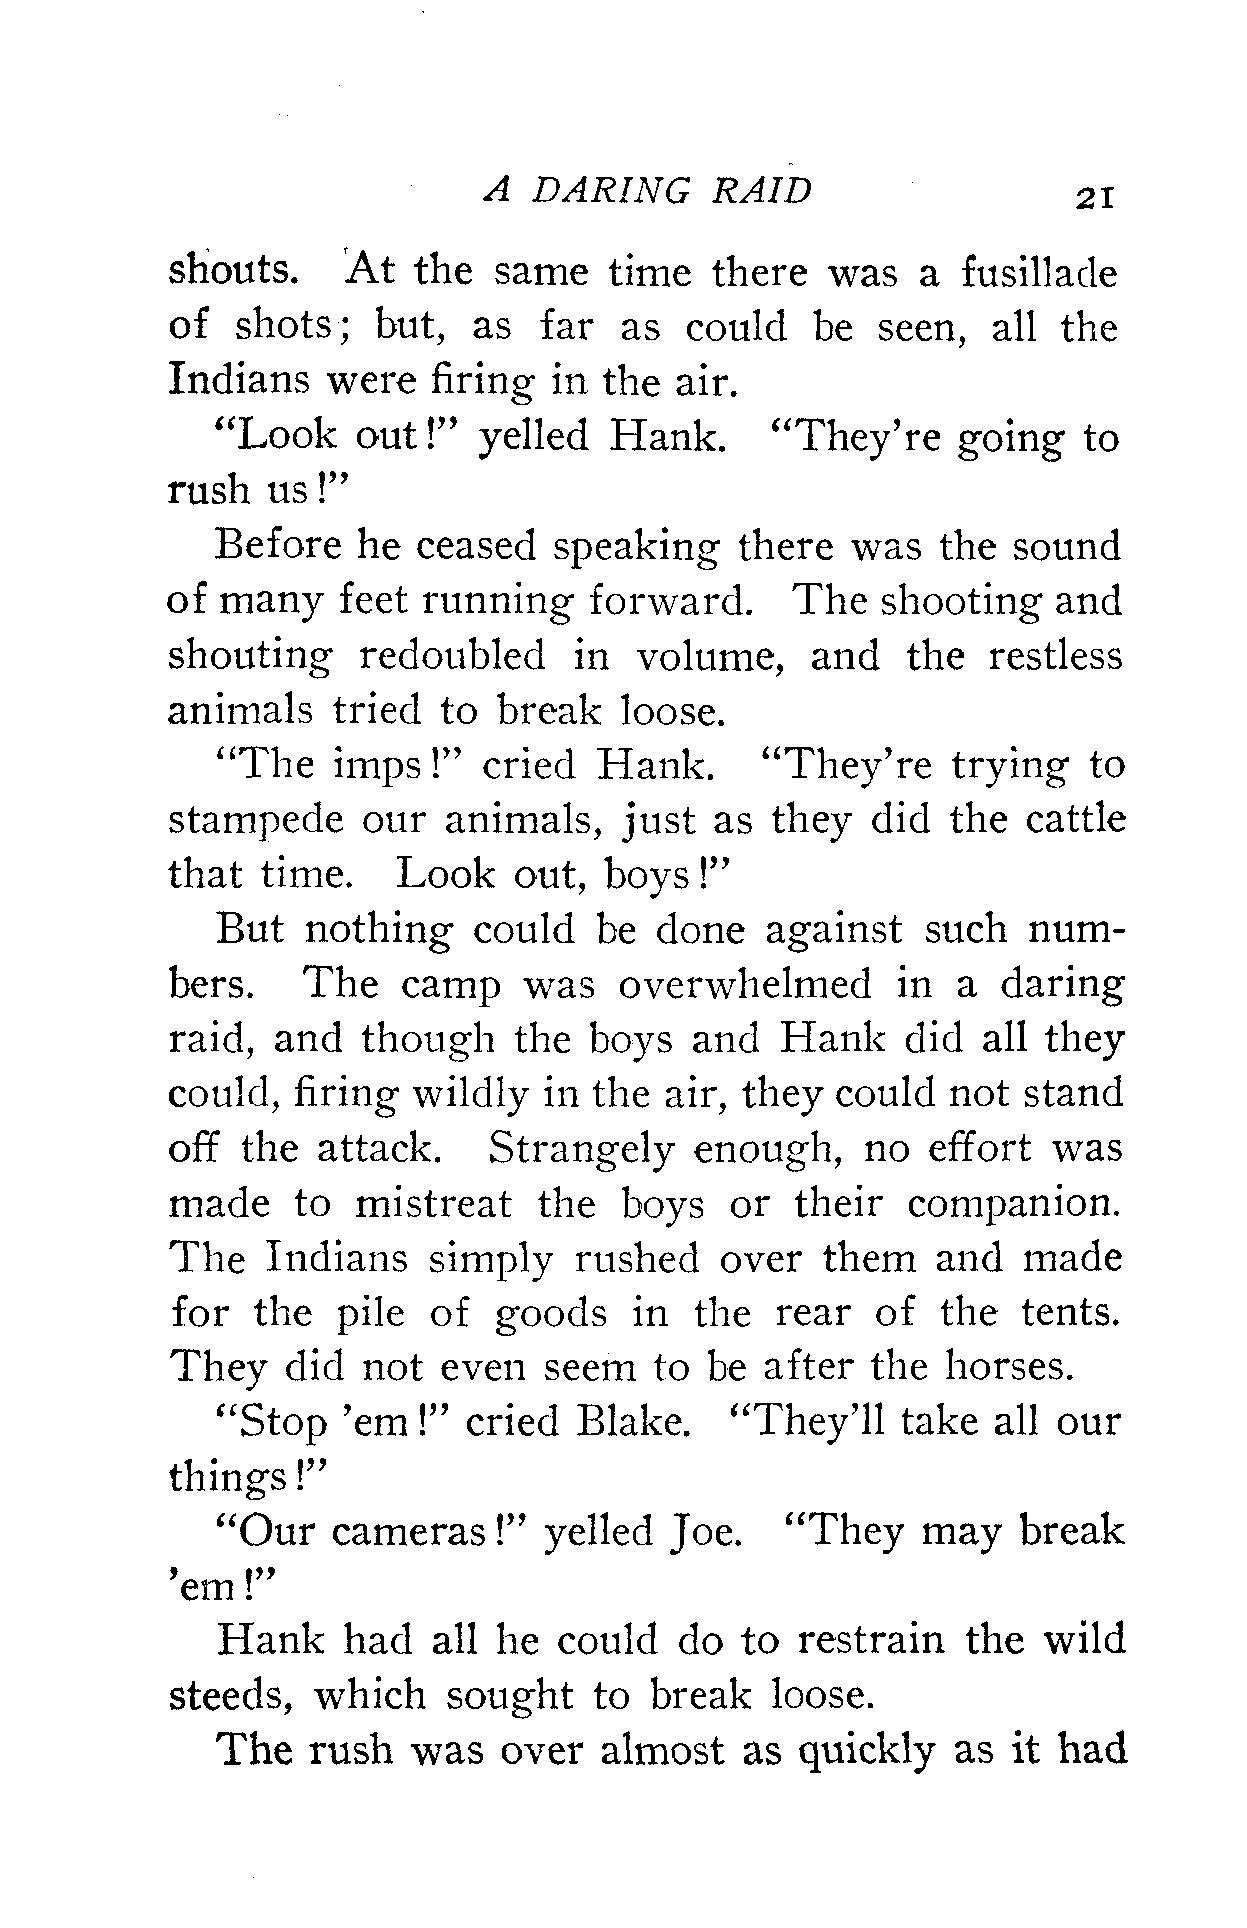 A DARING RAID 21
shouts. At the same time there was a fusillade
of shots; but, as far as could be seen, all the
Indians were firing in the air.
"Look out!" yelled Hank. "They're going to
rush us!"
Before he ceased speaking there was the sound
of many feet running forward. The shooting and
shouting redoubled in volume, and the restless
animals tried to break loose.
"The imps!" cried Hank. "They're trying to
stampede our animals, just as they did the cattle
that time. Look out, boys!"
But nothing could be done against such num-
bers. The camp was overwhelmed in a daring
raid, and though the boys and Hank did all they
could, firing wildly in the air, they could not stand
off the attack. Strangely enough, no effort was
made to mistreat the boys or their companion.
The Indians simply rushed over them and made
for the pile of goods in the rear of the tents.
They did not even seem to be after the horses.
"Stop 'em!" cried Blake. "They'll take all our
things!"
"Our cameras!" yelled Joe. "They may break
'em!"
Hank had all he could do to restrain the wild
steeds, which sought to break loose.
The rush was over almost as quickly as it had